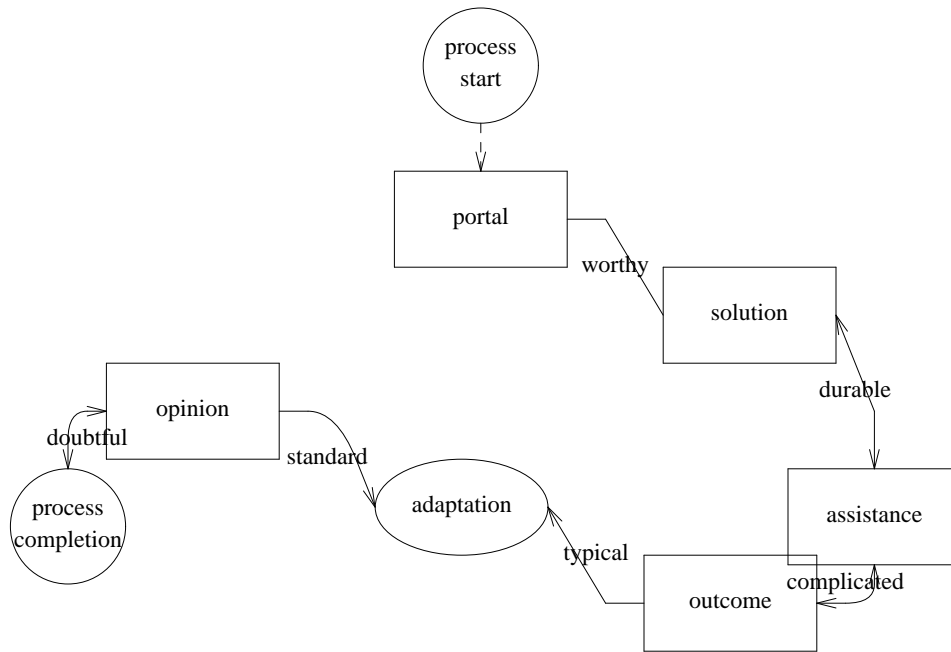 process
start
portal
worthy
solution
durable
opinion
doubtful
standard
process
completion
adaptation
assistance
typical
complicated
outcome